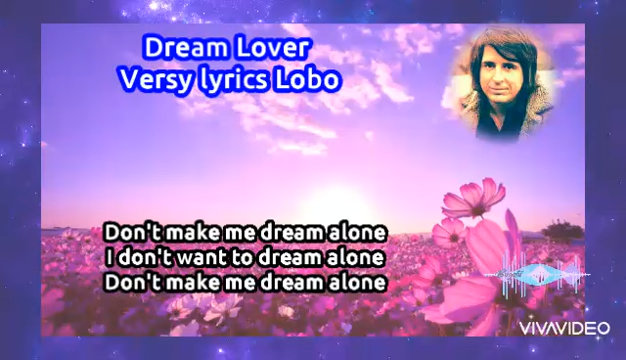 Dream Lover
Versy lyrics Lobo
Don't make me dream alone
I don't want to dream alone
Don't make me dream alone
VIVAVIDEO